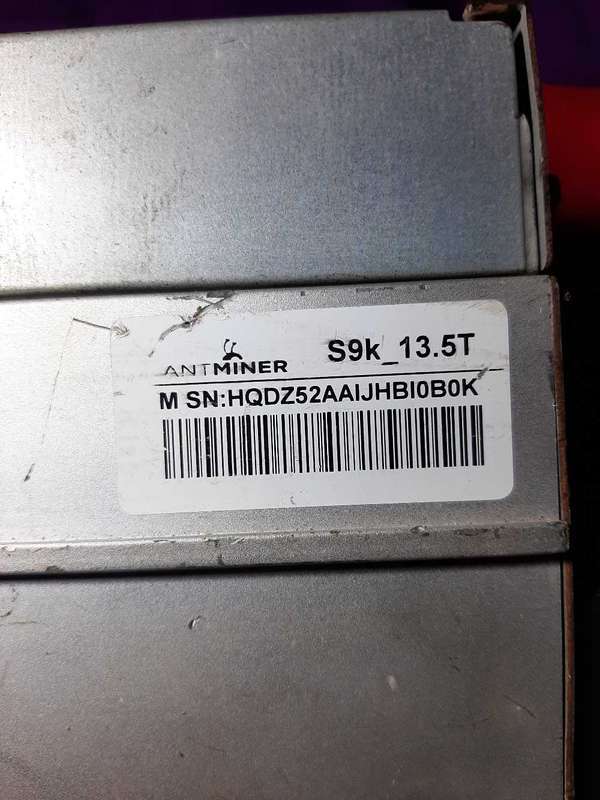 ANTMINER S9k_13.5T
M SN:HQDZ52AAIJHBI0B0K